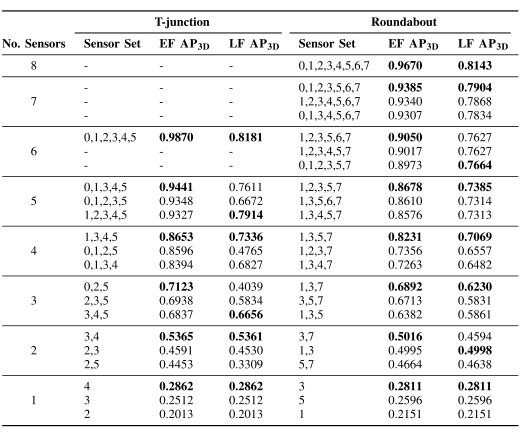 T-junction Roundabout
No. Sensors Sensor Set EF AP3D LF AP3D Sensor Set EF AP3D LF AP3D
8 - - - 0,1,2,3,4,5,6,7 0.9670 0.8143
- - - 0,1,2,3,5,6,7 0.9385 0.7904
7 - - - 1,2,3,4,5,6,7 0.9340 0.7868
- - - 0,1,3,4,5,6,7 0.9307 0.7834
0,1,2,3,4,5 0.9870 0.8181 1,2,3,5,6,7 0.9050 0.7627
6 - - - 1,2,3,4,5,7 0.9017 0.7627
- - - 0,1,2,3,5,7 0.8973 0.7664
0,1,3,4,5 0.9441 0.7611 1,2,3,5,7 0.8678 0.7385
5 0,1,2,3,5 0.9348 0.6672 1,3,5,6,7 0.8610 0.7314
1,2,3,4,5 0.9327 0.7914 1,3,4,5,7 0.8576 0.7313
1,3,4,5 0.8653 0.7336 1,3,5,7 0.8231 0.7069
4 0,1,2,5 0.8596 0.4765 1,2,3,7 0.7356 0.6557
0,1,3,4 0.8394 0.6827 1,3,4,7 0.7263 0.6482
0,2,5 0.7123 0.4039 1,3,7 0.6892 0.6230
3 2,3,5 0.6938 0.5834 3,5,7 0.6713 0.5831
3,4,5 0.6837 0.6656 1,3,5 0.6382 0.5861
3,4 0.5365 0.5361 3,7 0.5016 0.4594
2 2,3 0.4591 0.4530 1,3 0.4995 0.4998
2,5 0.4453 0.3309 5,7 0.4664 0.4638
4 0.2862 0.2862 3 0.2811 0.2811
1 3 0.2512 0.2512 5 0.2596 0.2596
2 0.2013 0.2013 1 0.2151 0.2151